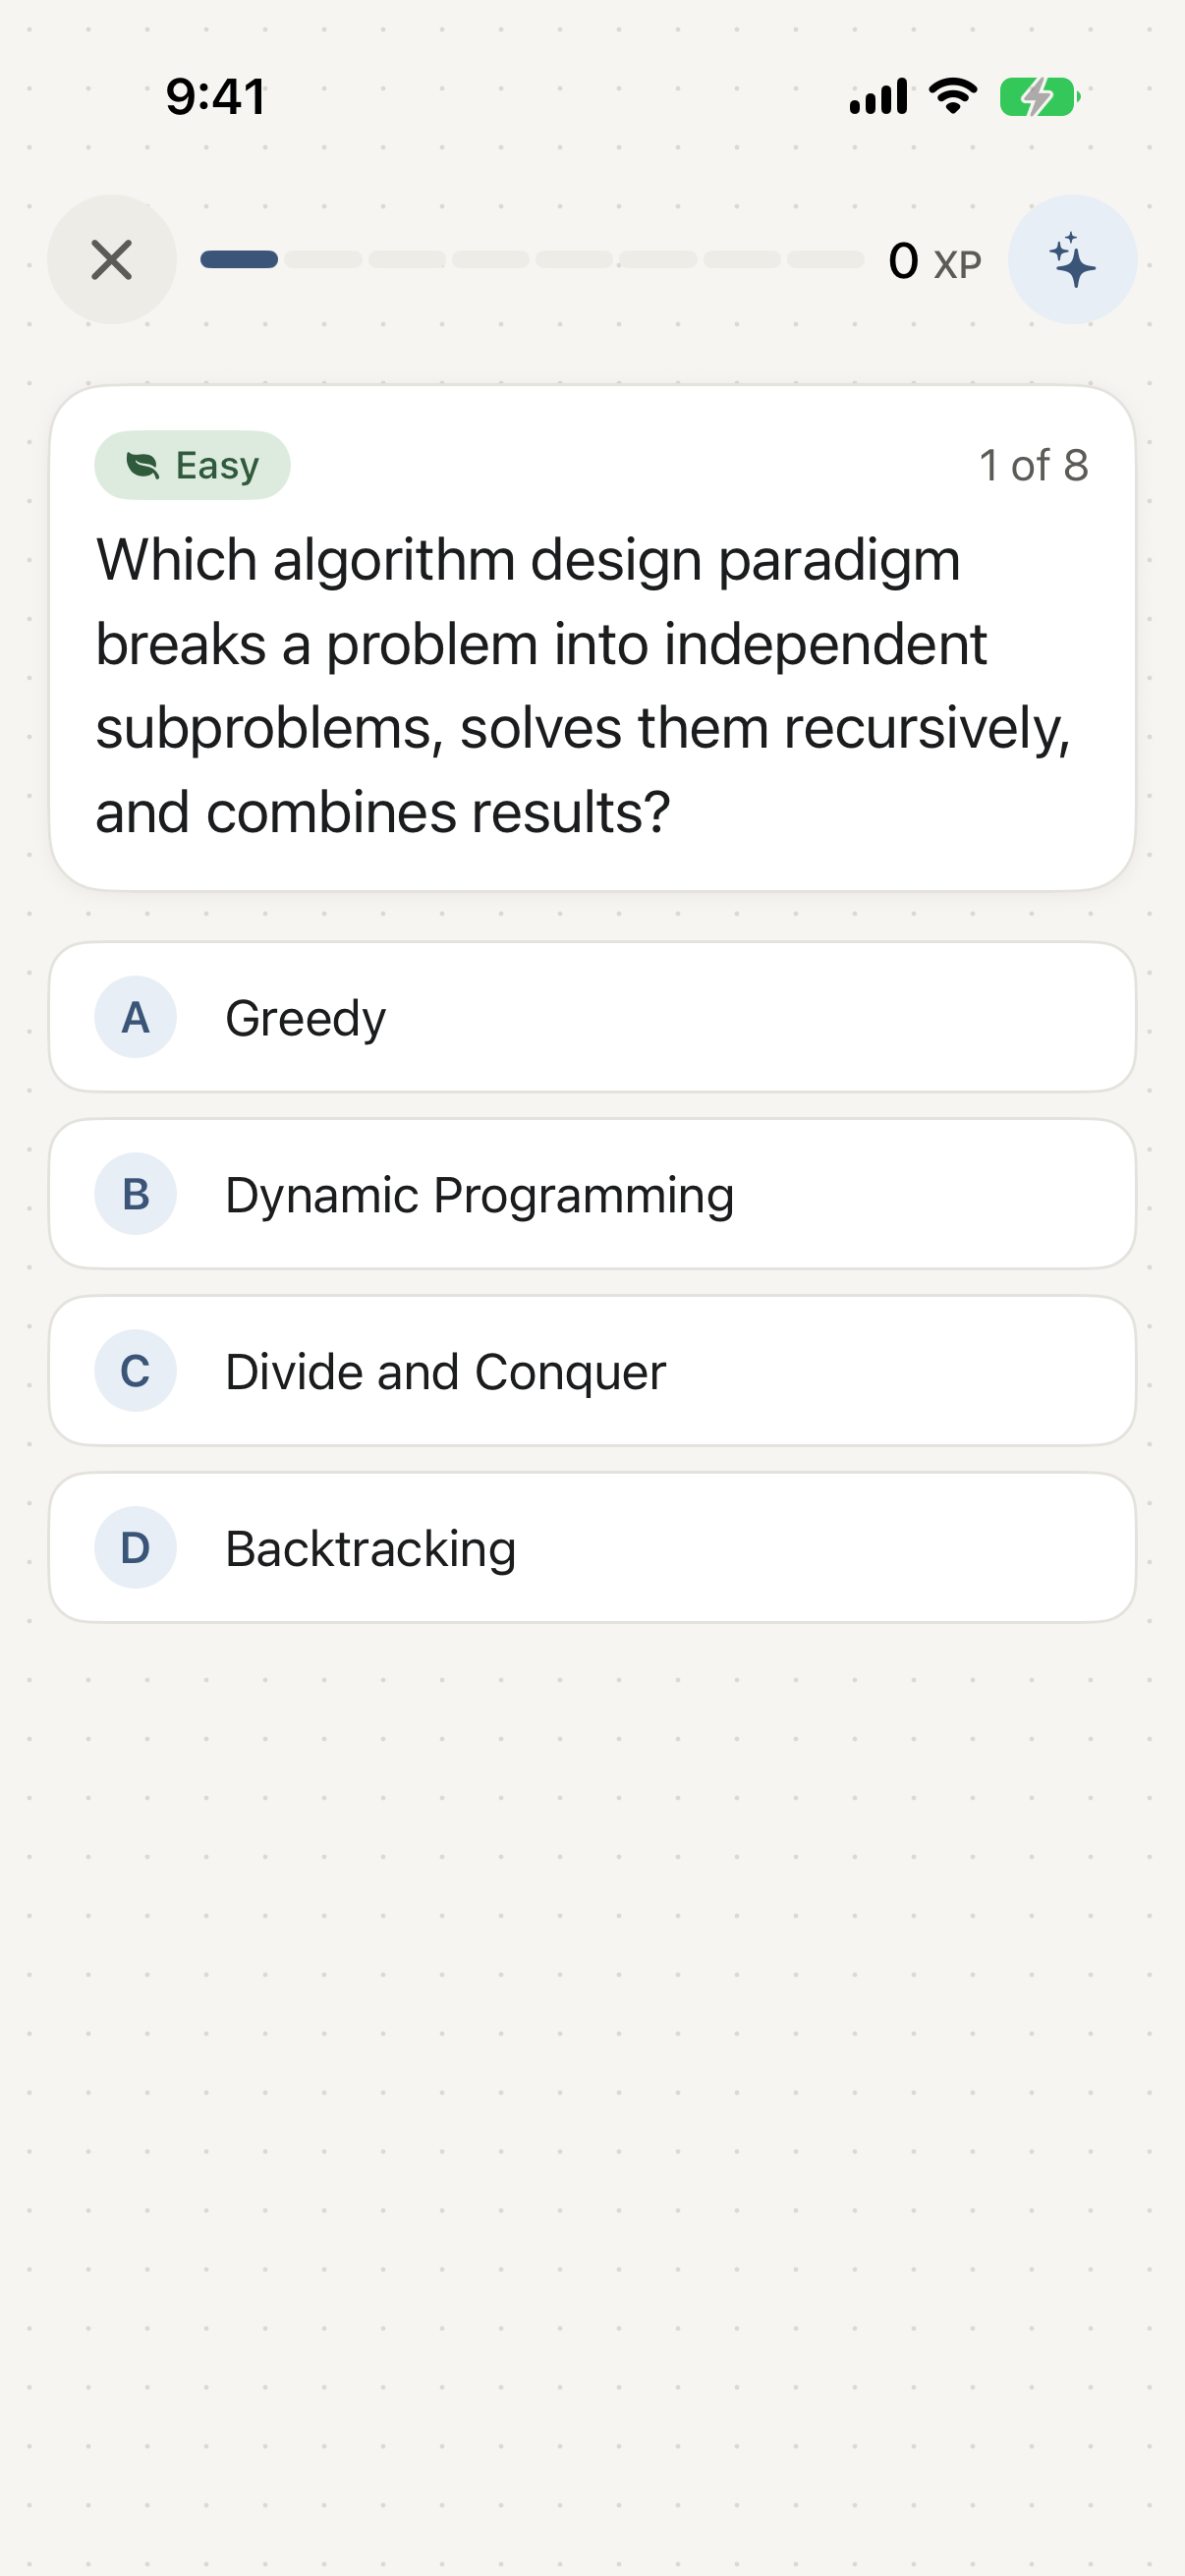 9:41
0 XP
Easy
1 of 8
Which algorithm design paradigm
breaks a problem into independent
subproblems, solves them recursively,
and combines results?
A Greedy
B Dynamic Programming
C Divide and Conquer
D Backtracking